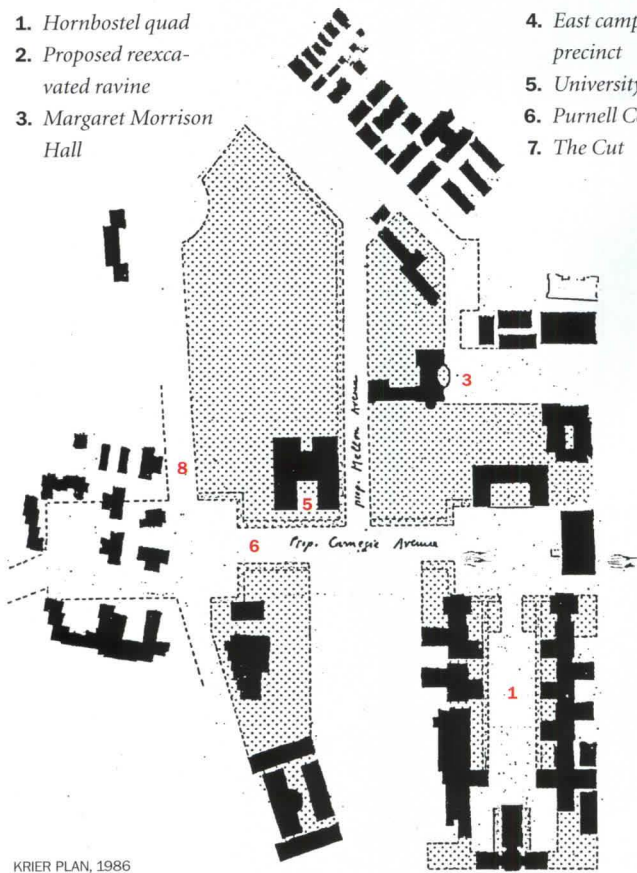 1. Hornbostel quad
2. Proposed reexca-
vated ravine
3. Margaret Morrison
Hall
4. East camp
precinct
5. University
6. Purnell C
7. The Cut
3
8
5
6
prop. Mellon Avenue
Prop. Carnegie Avenue
1
KRIER PLAN, 1986